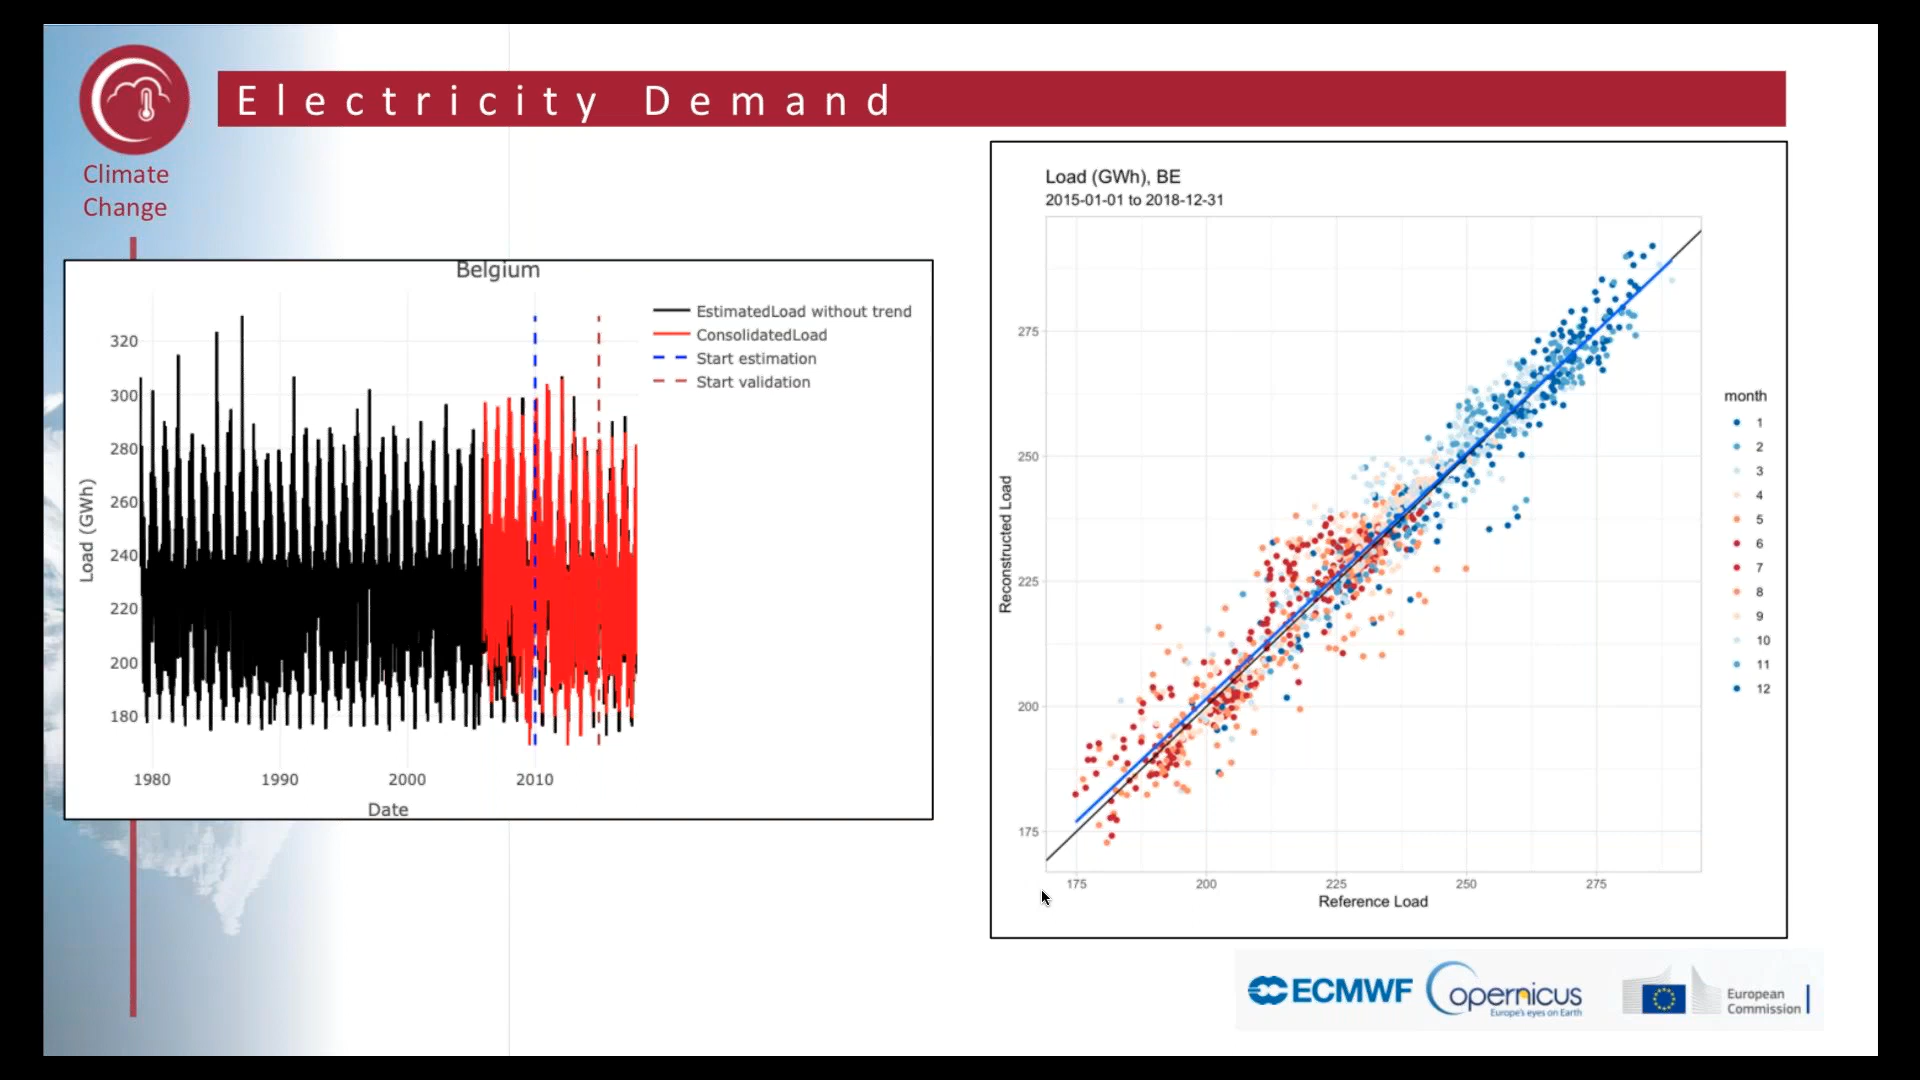 Electricity Demand
Climate
Change
Belgium
EstimatedLoad without trend
ConsolidatedLoad
Start estimation
Start validation
320
300
280
260
240
220
200
180
Load (GWh)
1980 1990 2000 2010
Date
Load (GWh), BE
2015-01-01 to 2018-12-31
275
250
225
200
175
Reconstructed Load
175 200 225 250 275
Reference Load
month
1
2
3
4
5
6
7
8
9
10
11
12
ECMWF
Copernicus
Europe's eyes on Earth
European
Commission